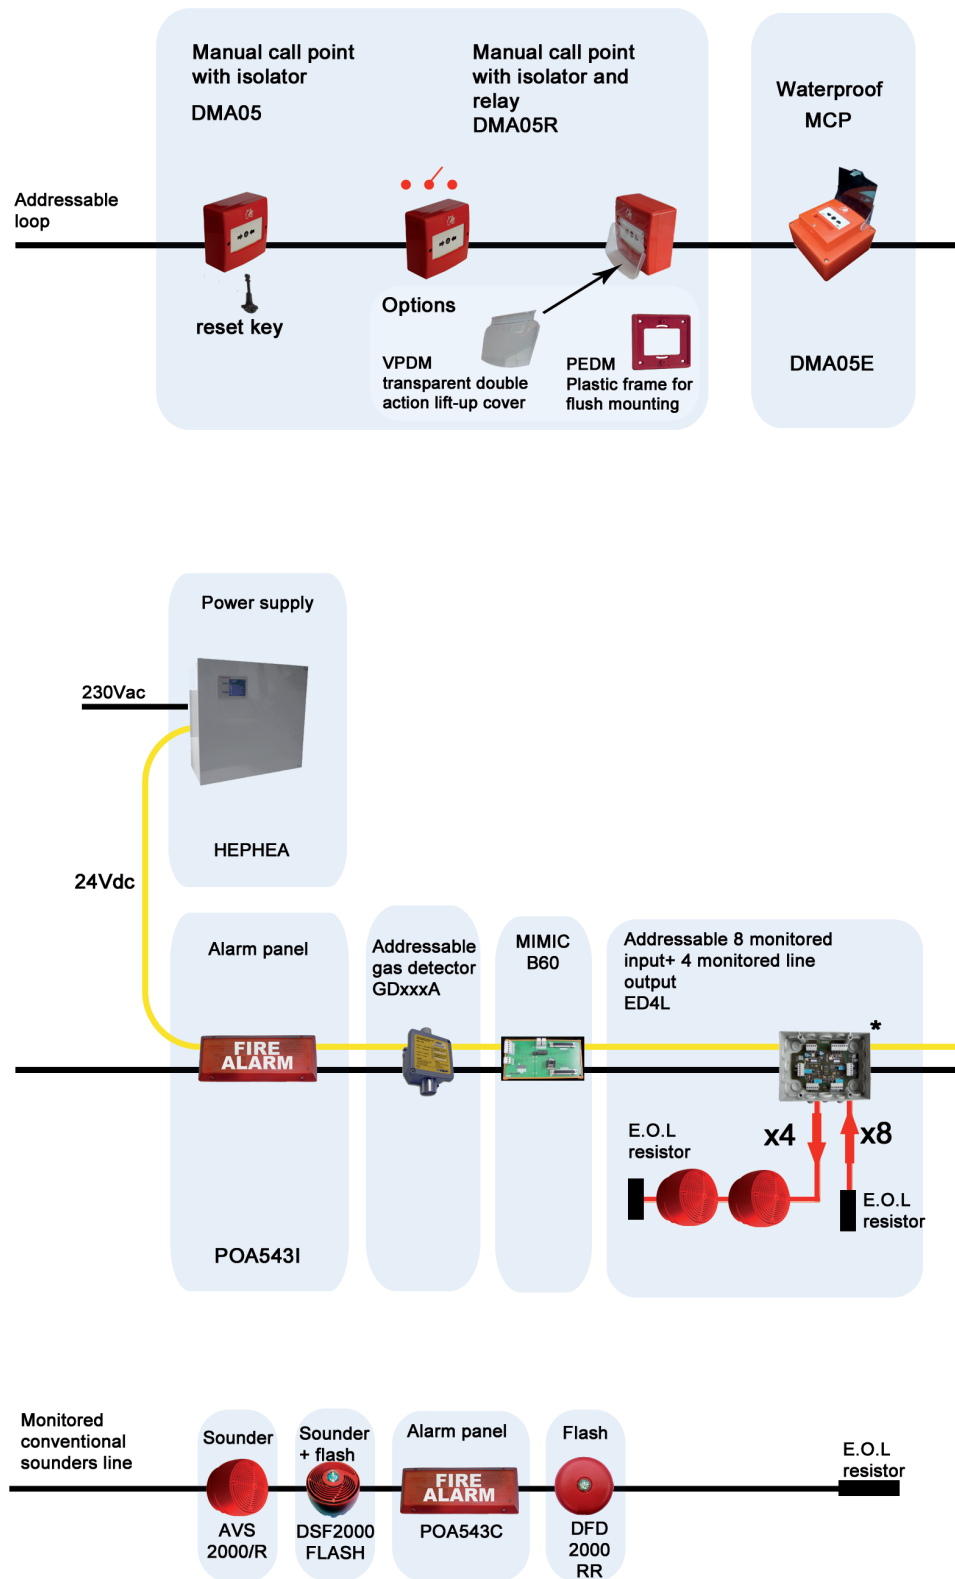 Manual call point
with isolator
DMA05
Manual call point
with isolator and
relay
DMA05R
Waterproof
MCP
Addressable
loop
reset key
Options
VPDM
transparent double
action lift-up cover
PEDM
Plastic frame for
flush mounting
DMA05E
Power supply
230Vac
HEPHEA
24Vdc
Alarm panel
Addressable
gas detector
GDxxxA
MIMIC
B60
Addressable 8 monitored
input+ 4 monitored line
output
ED4L
*
FIRE
ALARM
x4
x8
E.O.L
resistor
E.O.L
resistor
POA543I
Monitored
conventional
sounders line
Sounder
Sounder
+ flash
Alarm panel
Flash
E.O.L
resistor
FIRE
ALARM
AVS
2000/R
DSF2000
FLASH
POA543C
DFD
2000
RR